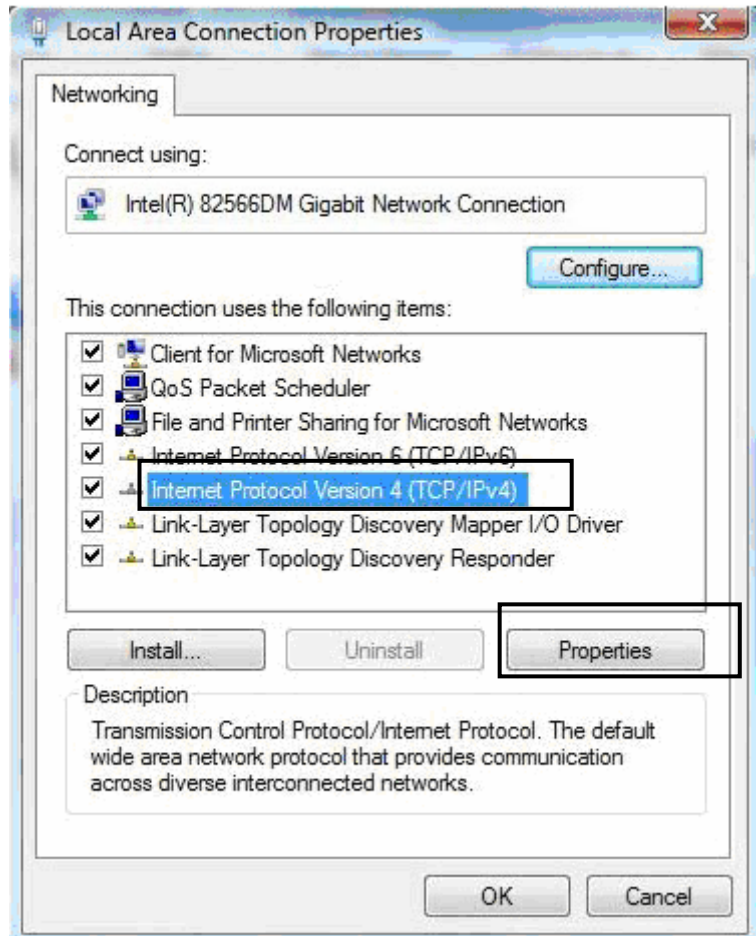 Local Area Connection Properties
Networking
Connect using:
Intel(R) 82566DM Gigabit Network Connection
Configure...
This connection uses the following items:
Client for Microsoft Networks
QoS Packet Scheduler
File and Printer Sharing for Microsoft Networks
Internet Protocol Version 6 (TCP/IPv6)
Internet Protocol Version 4 (TCP/IPv4)
Link-Layer Topology Discovery Mapper I/O Driver
Link-Layer Topology Discovery Responder
Install... Uninstall Properties
Description
Transmission Control Protocol/Internet Protocol. The default
wide area network protocol that provides communication
across diverse interconnected networks.
OK Cancel